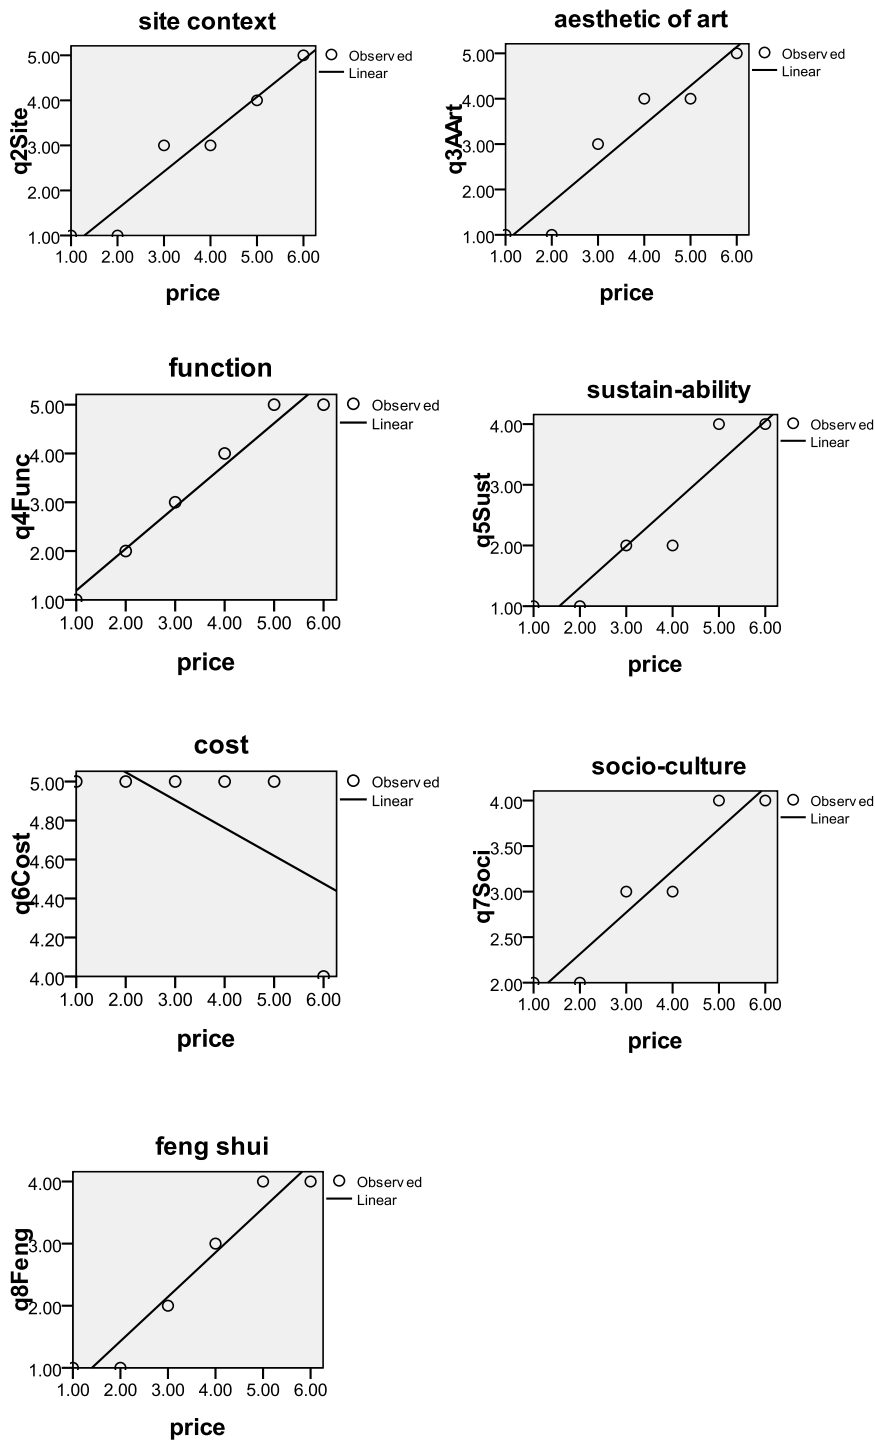 site context
5.00
4.00
3.00
2.00
1.00
q2Site
1.00 2.00 3.00 4.00 5.00 6.00
price
Observed
Linear
aesthetic of art
5.00
4.00
3.00
2.00
1.00
q3AArt
1.00 2.00 3.00 4.00 5.00 6.00
price
Observed
Linear
function
5.00
4.00
3.00
2.00
1.00
q4Func
1.00 2.00 3.00 4.00 5.00 6.00
price
Observed
Linear
sustain-ability
4.00
3.00
2.00
1.00
q5Sust
1.00 2.00 3.00 4.00 5.00 6.00
price
Observed
Linear
cost
5.00
4.80
4.60
4.40
4.20
4.00
q6Cost
1.00 2.00 3.00 4.00 5.00 6.00
price
Observed
Linear
socio-culture
4.00
3.50
3.00
2.50
2.00
q7Soci
1.00 2.00 3.00 4.00 5.00 6.00
price
Observed
Linear
feng shui
4.00
3.00
2.00
1.00
q8Feng
1.00 2.00 3.00 4.00 5.00 6.00
price
Observed
Linear